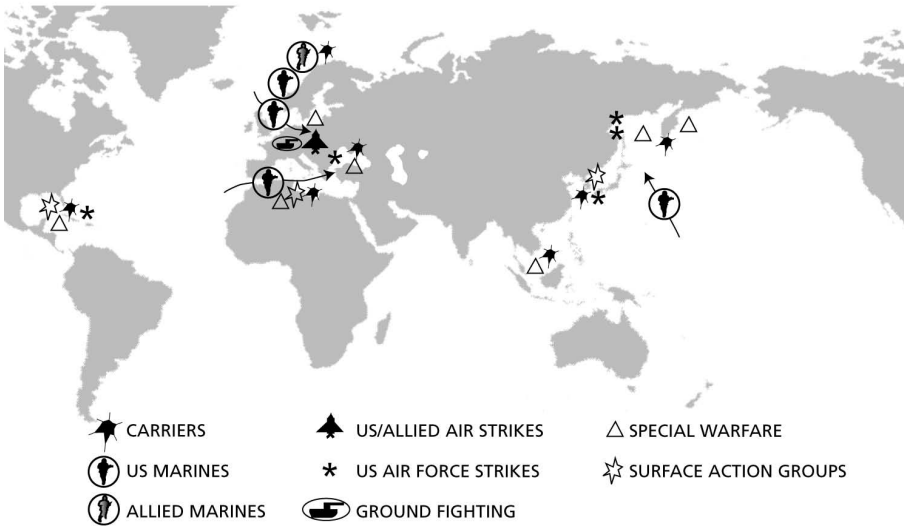 CARRIERS
US MARINES
ALLIED MARINES
US/ALLIED AIR STRIKES
US AIR FORCE STRIKES
GROUND FIGHTING
SPECIAL WARFARE
SURFACE ACTION GROUPS